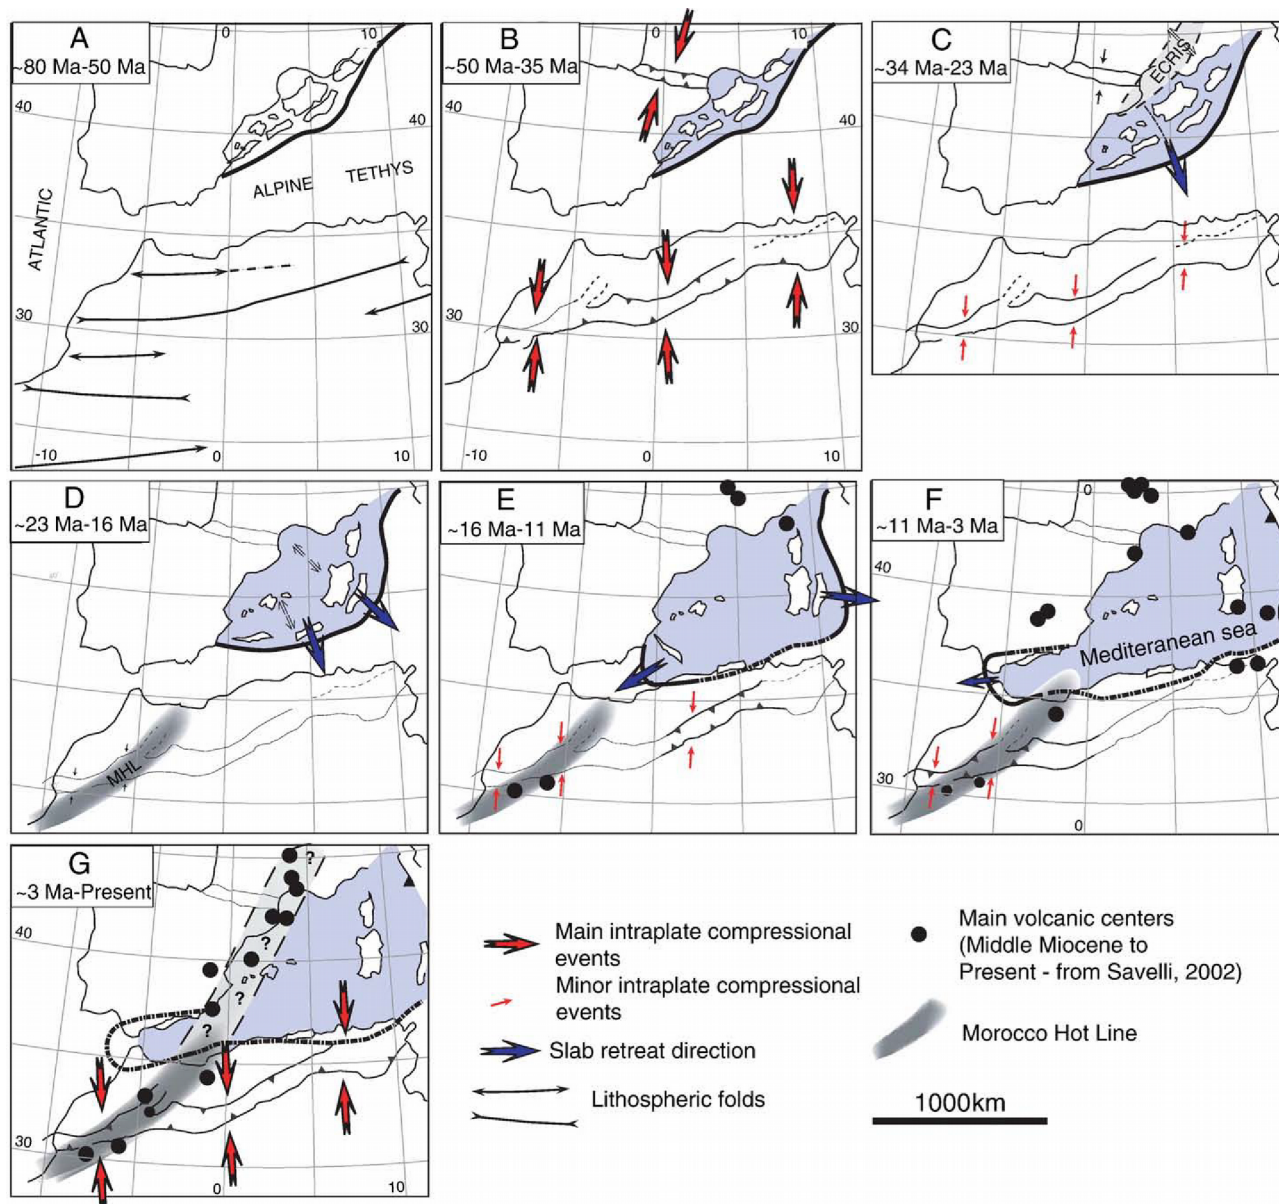 A
~80 Ma-50 Ma
0
10
40
40
ALPINE TETHYS
ATLANTIC
30
30
-10
0
10
B
~50 Ma-35 Ma
0
10
40
40
30
30
-10
0
10
C
~34 Ma-23 Ma
ECRIS
D
~23 Ma-16 Ma
MHL
E
~16 Ma-11 Ma
F
~11 Ma-3 Ma
0
40
Mediteranean sea
30
0
G
~3 Ma-Present
?
?
?
?
40
30
0
10
Main intraplate compressional
events
Minor intraplate compressional
events
Slab retreat direction
Lithospheric folds
Main volcanic centers
(Middle Miocene to
Present - from Savelli, 2002)
Morocco Hot Line
1000km